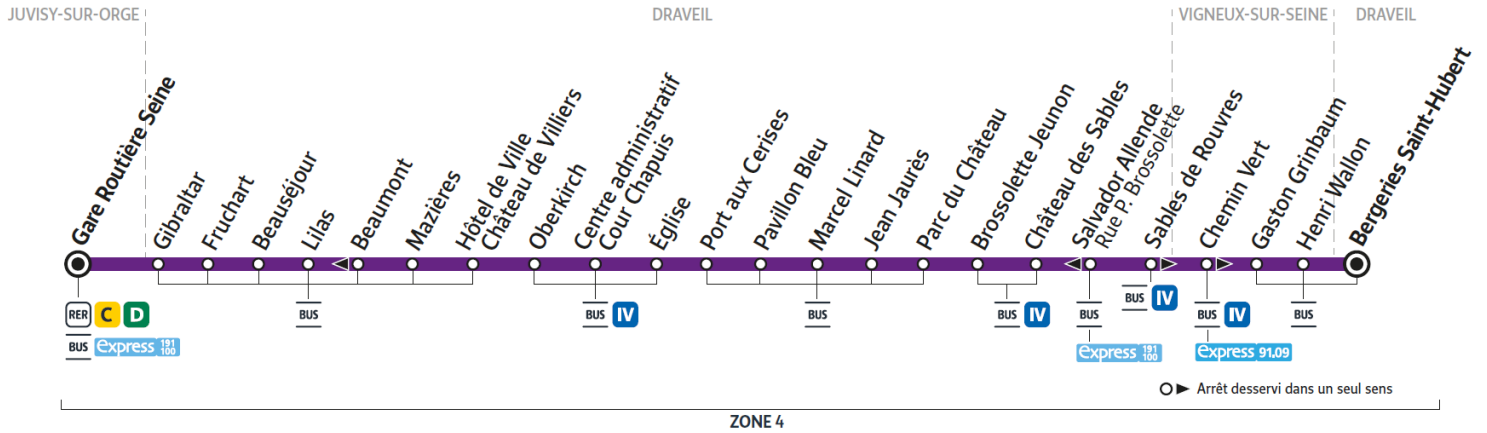 JUVISY-SUR-ORGE
DRAVEIL
VIGNEUX-SUR-SEINE
DRAVEIL
Gare Routière Seine
Gibraltar
Fruchart
Beauséjour
Lilas
Beaumont
Mazières
Hôtel de Ville
Château de Villiers
Oberkirch
Centre administratif
Cour Chapuis
Église
Port aux Cerises
Pavillon Bleu
Marcel Linard
Jean Jaurès
Parc du Château
Brossolette Jeunon
Château des Sables
Salvador Allende
Rue P. Brossolette
Sables de Rouvres
Chemin Vert
Gaston Grinbaum
Henri Wallon
Bergeries Saint-Hubert
RER C D
BUS express 191 100
BUS
BUS IV
BUS
BUS IV
BUS
express 191 100
BUS IV
BUS IV
express 91.09
BUS
Arrêt desservi dans un seul sens
ZONE 4